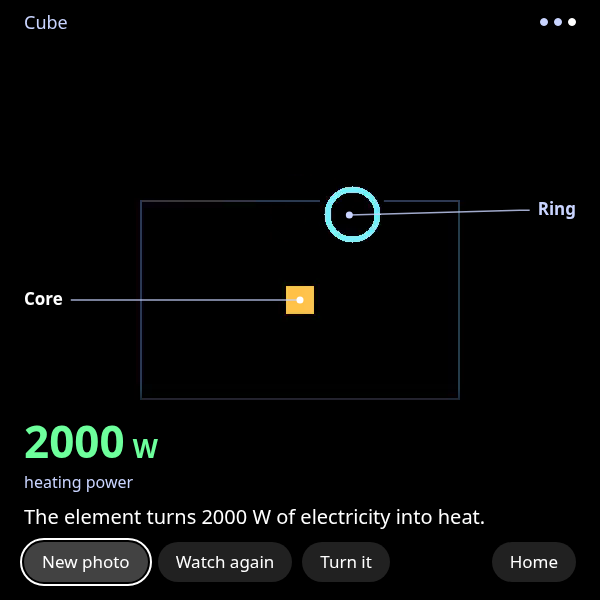 Cube
Ring
Core
2000 W
heating power
The element turns 2000 W of electricity into heat.
New photo
Watch again
Turn it
Home